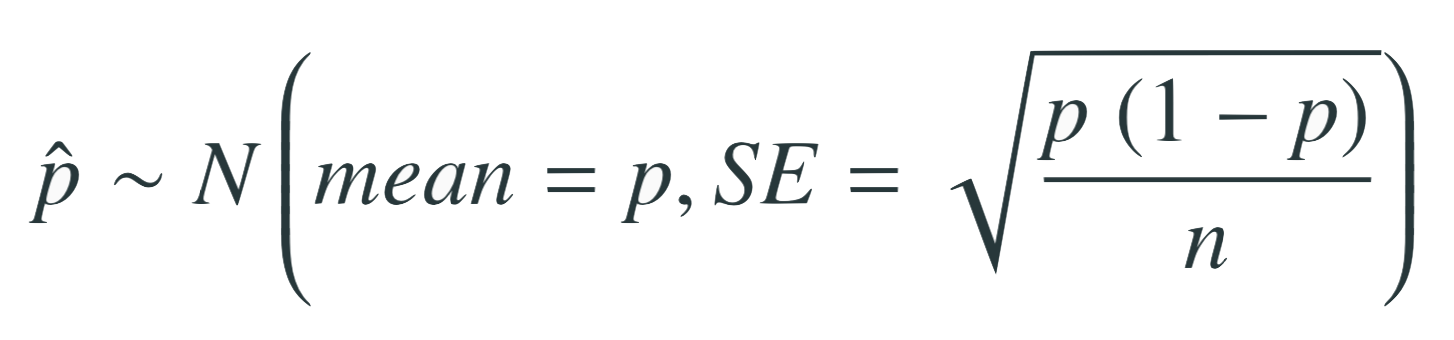 p̂ ~ N(mean = p, SE = √(p (1 − p) / n))